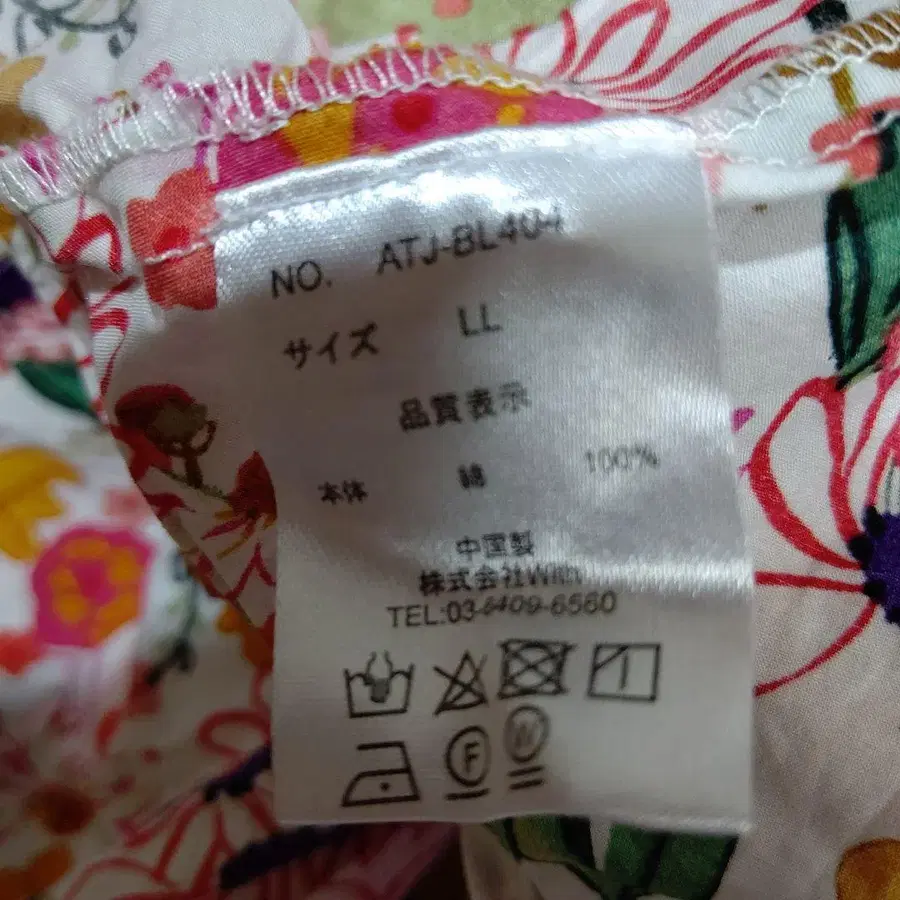 NO. ATJ-BL404
サイズ LL
品質表示
本体 綿 100%
中国製
株式会社With
TEL:03-6409-6560
F W